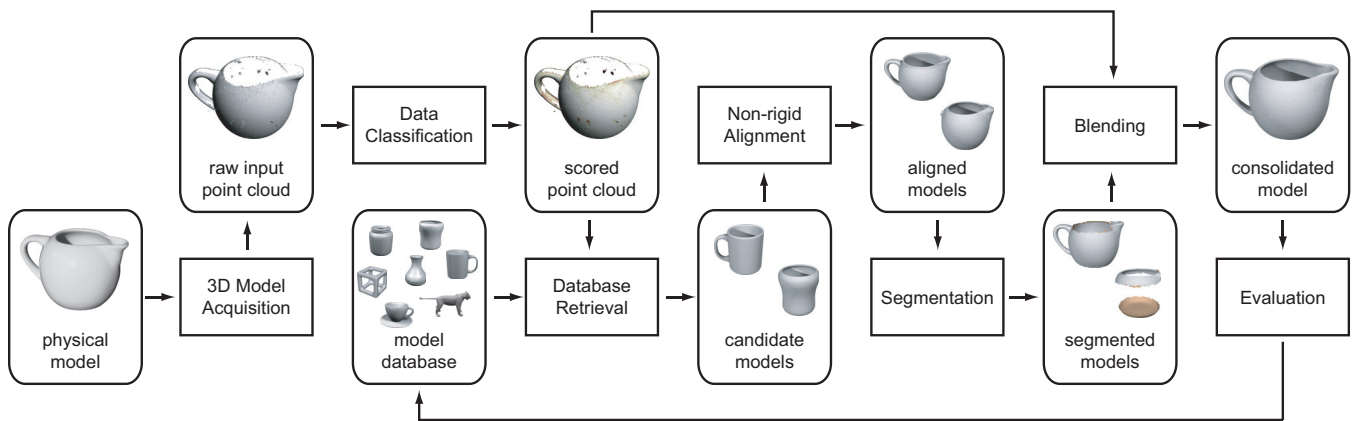 physical
model
3D Model
Acquisition
raw input
point cloud
Data
Classification
scored
point cloud
model
database
Database
Retrieval
candidate
models
Non-rigid
Alignment
aligned
models
Segmentation
segmented
models
Blending
consolidated
model
Evaluation